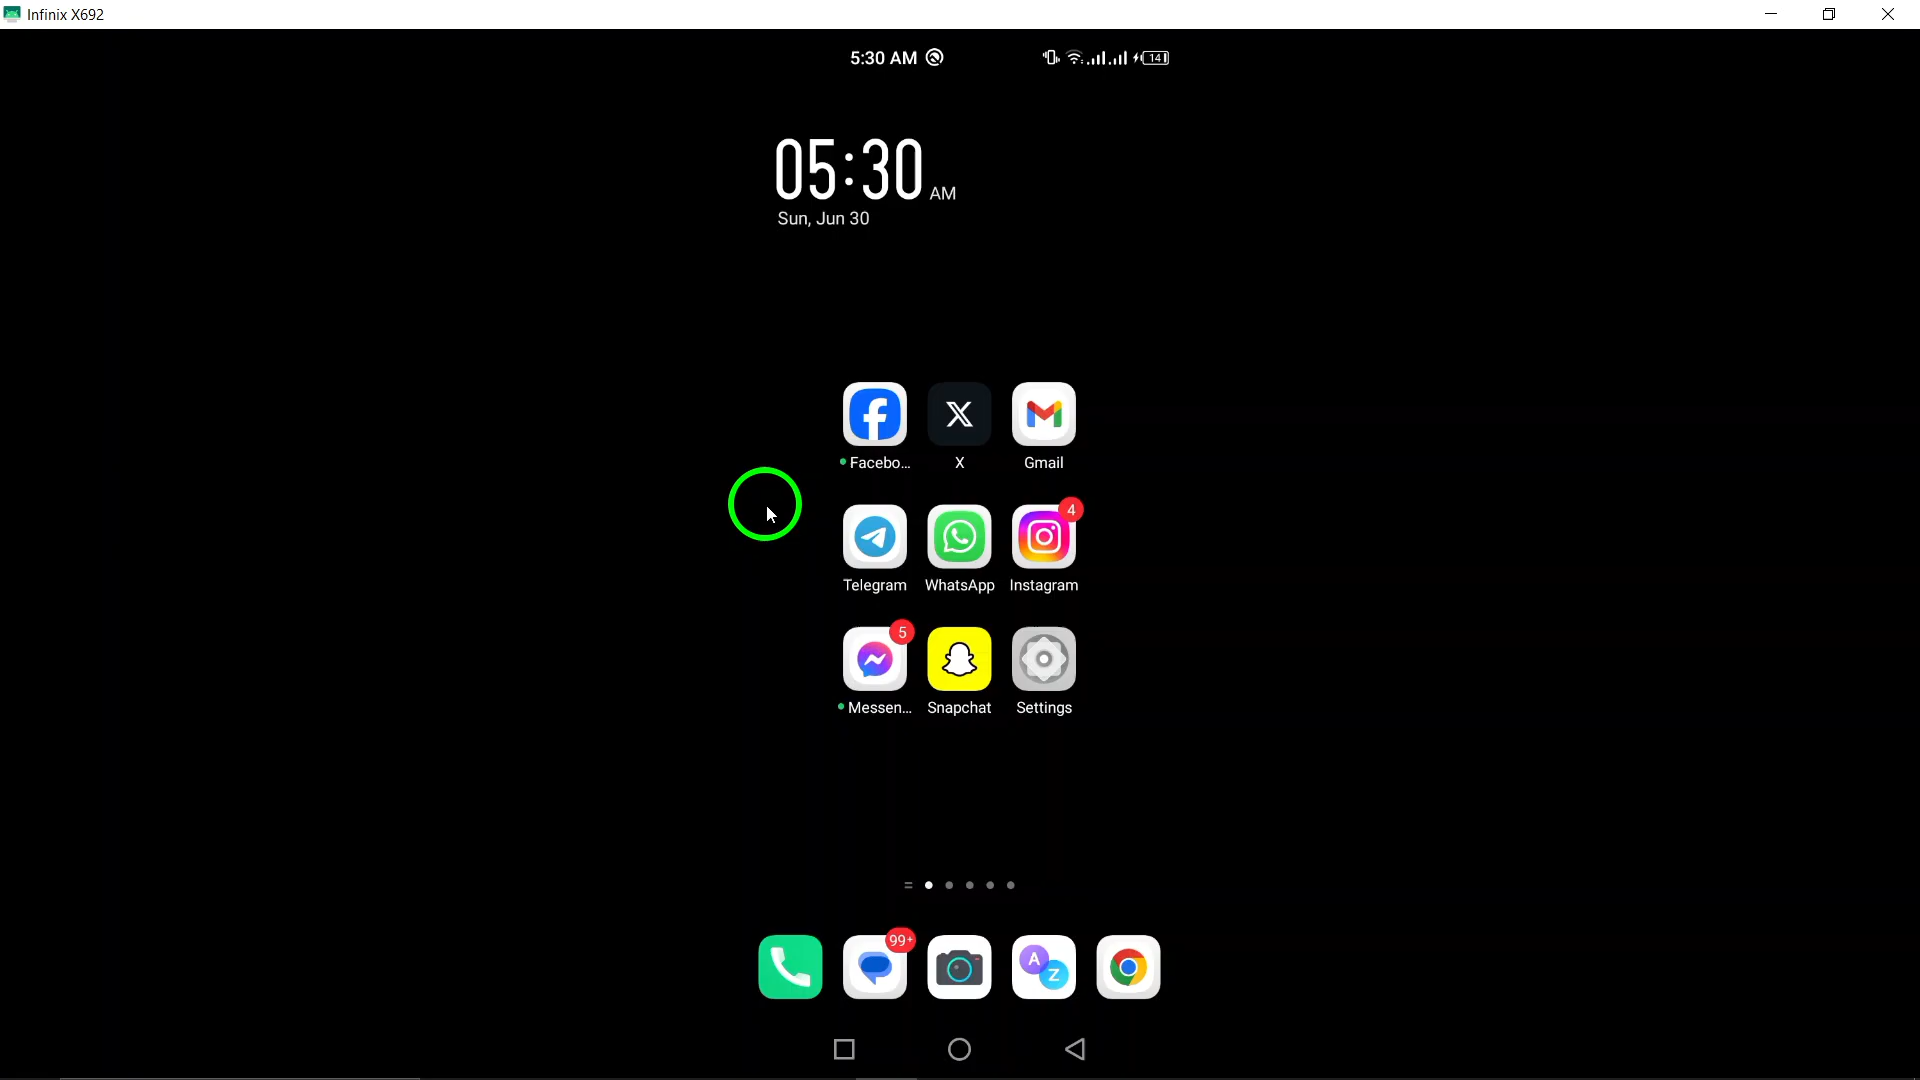 Infinix X692
5:30 AM
14
05:30 AM
Sun, Jun 30
Facebo...
X
Gmail
4
Telegram
WhatsApp
Instagram
5
Messen...
Snapchat
Settings
99+
A
Z